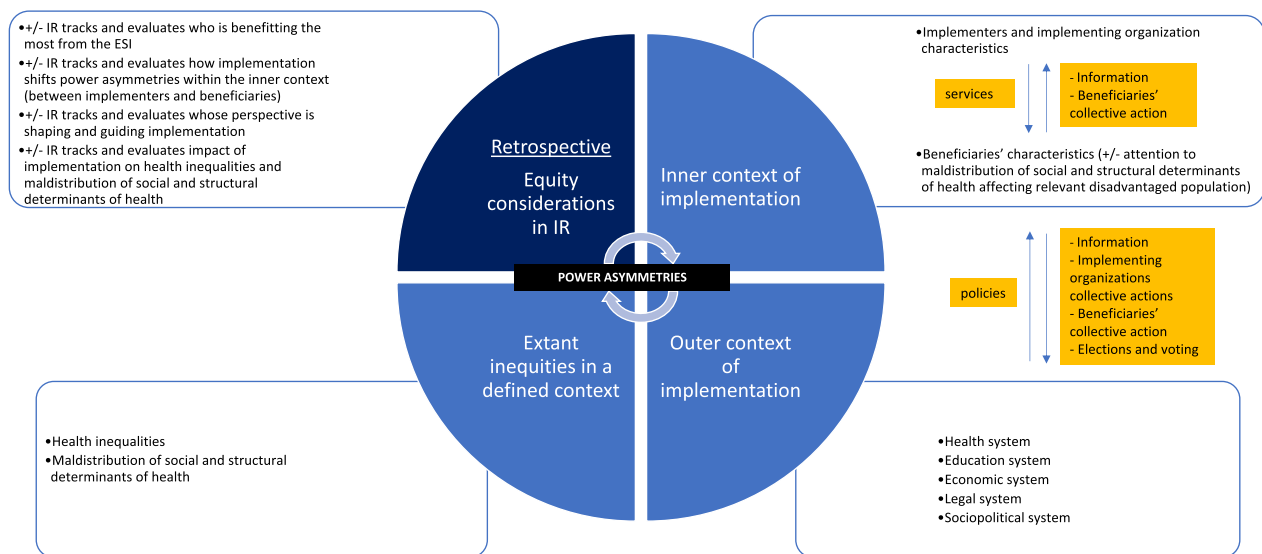 •+/- IR tracks and evaluates who is benefitting the
most from the ESI
•+/- IR tracks and evaluates how implementation
shifts power asymmetries within the inner context
(between implementers and beneficiaries)
•+/- IR tracks and evaluates whose perspective is
shaping and guiding implementation
•+/- IR tracks and evaluates impact of
implementation on health inequalities and
maldistribution of social and structural
determinants of health
Retrospective
Equity
considerations
in IR
Inner context of
implementation
•Implementers and implementing organization
characteristics
services
- Information
- Beneficiaries’
collective action
•Beneficiaries’ characteristics (+/- attention to
maldistribution of social and structural determinants
of health affecting relevant disadvantaged population)
POWER ASYMMETRIES
policies
- Information
- Implementing
organizations
collective actions
- Beneficiaries’
collective action
- Elections and voting
Extant
inequities in a
defined context
Outer context
of
implementation
•Health inequalities
•Maldistribution of social and structural
determinants of health
•Health system
•Education system
•Economic system
•Legal system
•Sociopolitical system